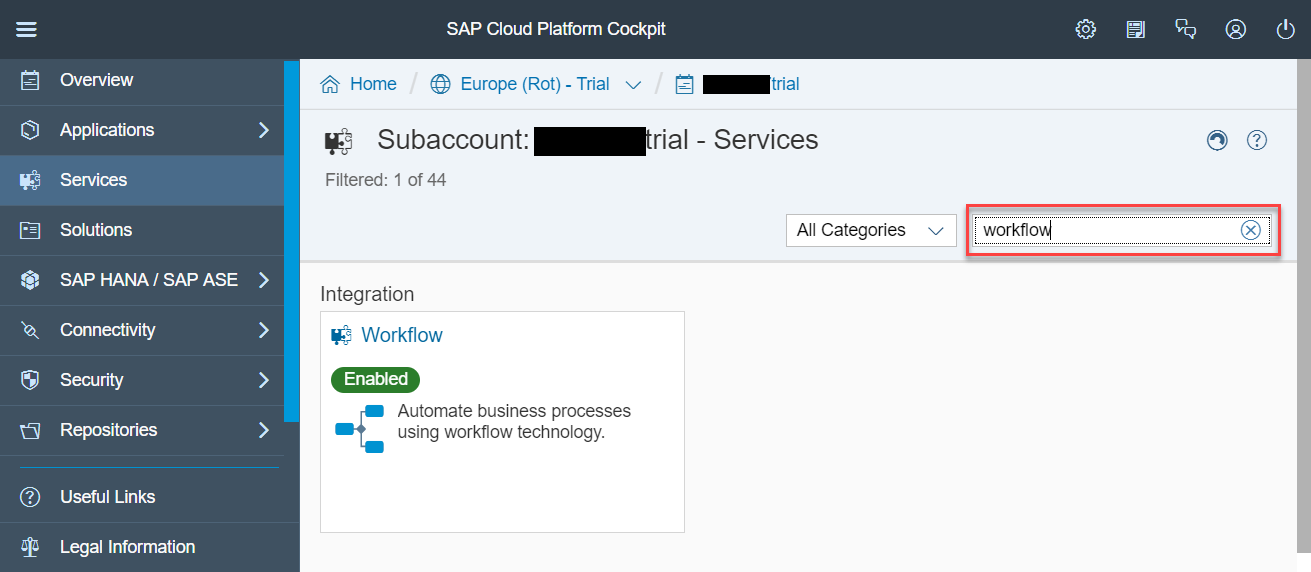 SAP Cloud Platform Cockpit
Overview
Applications
Services
Solutions
SAP HANA / SAP ASE
Connectivity
Security
Repositories
Useful Links
Legal Information
Home / Europe (Rot) - Trial / trial
Subaccount: trial - Services
Filtered: 1 of 44
All Categories workflow
Integration
Workflow
Enabled
Automate business processes
using workflow technology.